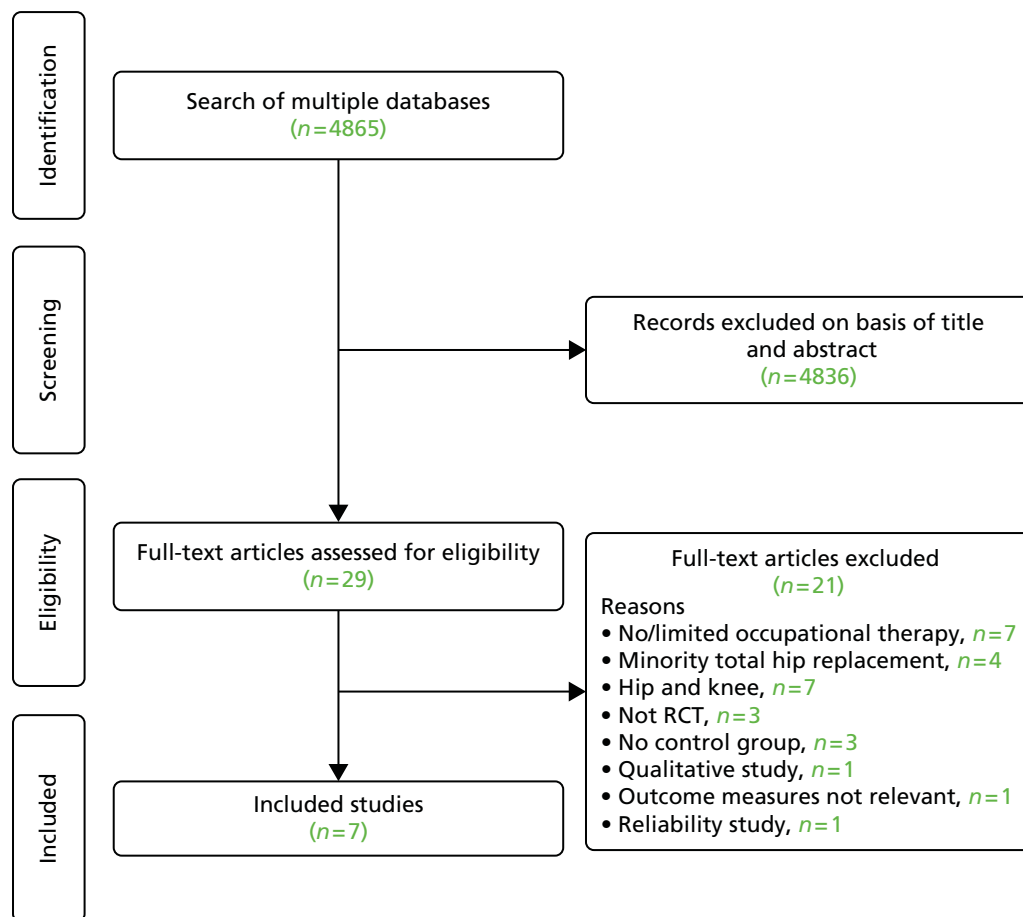 Identification
Search of multiple databases
(n=4865)
Screening
Records excluded on basis of title
and abstract
(n=4836)
Eligibility
Full-text articles assessed for eligibility
(n=29)
Full-text articles excluded
(n=21)
Reasons
• No/limited occupational therapy, n=7
• Minority total hip replacement, n=4
• Hip and knee, n=7
• Not RCT, n=3
• No control group, n=3
• Qualitative study, n=1
• Outcome measures not relevant, n=1
• Reliability study, n=1
Included
Included studies
(n=7)